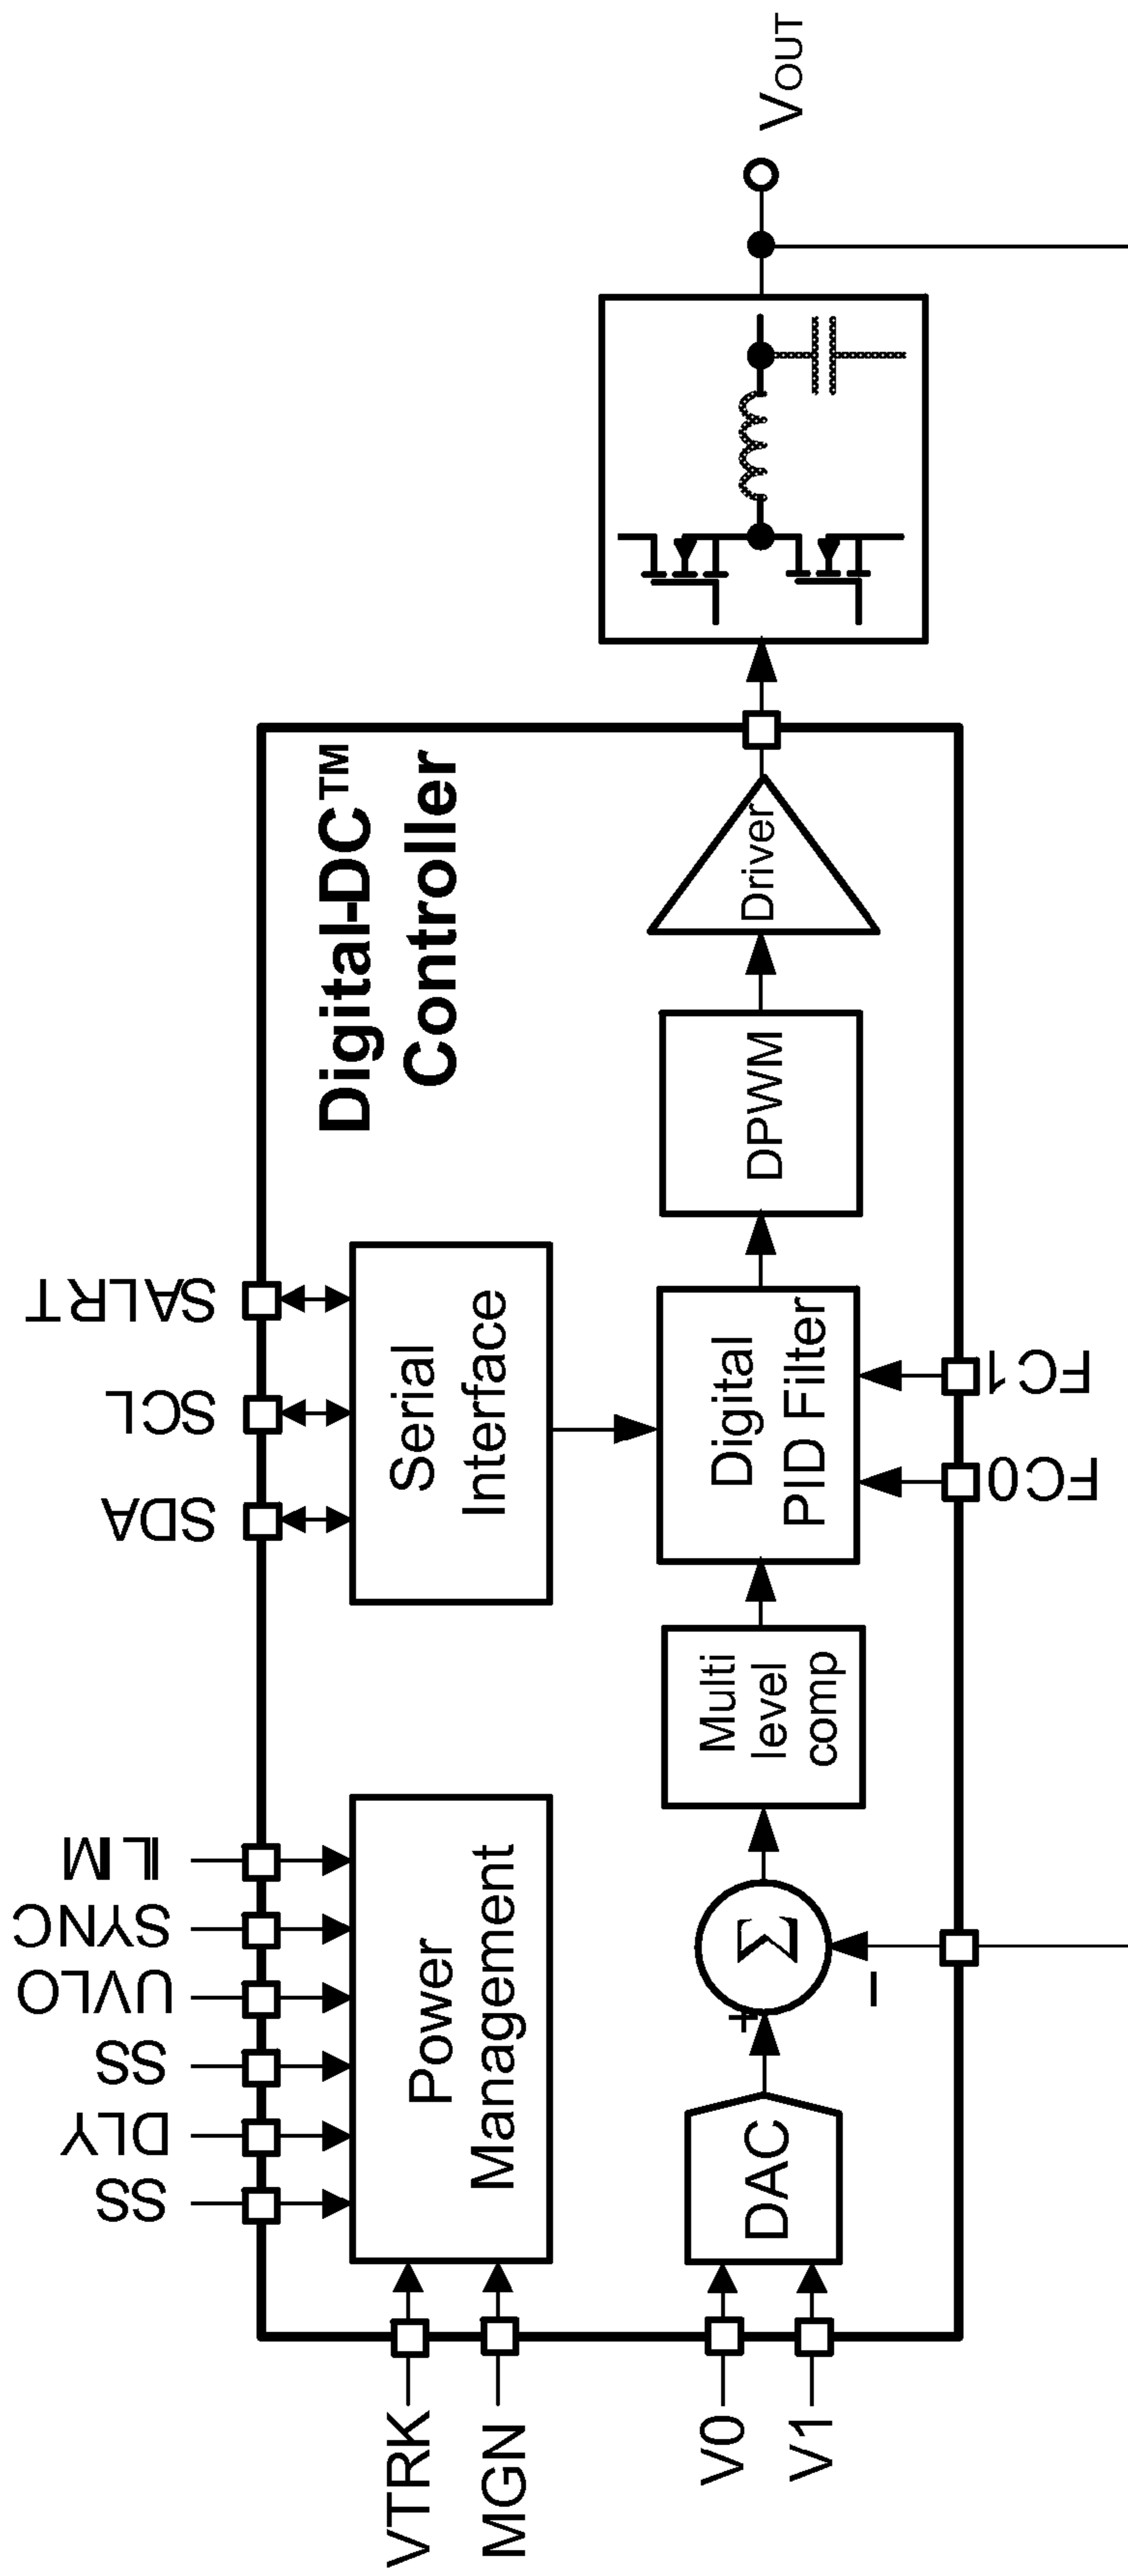 SS
DLY
SS
UVLO
SYNC
ILIM
SDA
SCL
SALRT
Digital-DC™
Controller
VTRK
MGN
Power
Management
Serial
Interface
V0
V1
DAC
+
Σ
−
Multi
level
comp
Digital
PID Filter
DPWM
Driver
VOUT
FC0
FC1